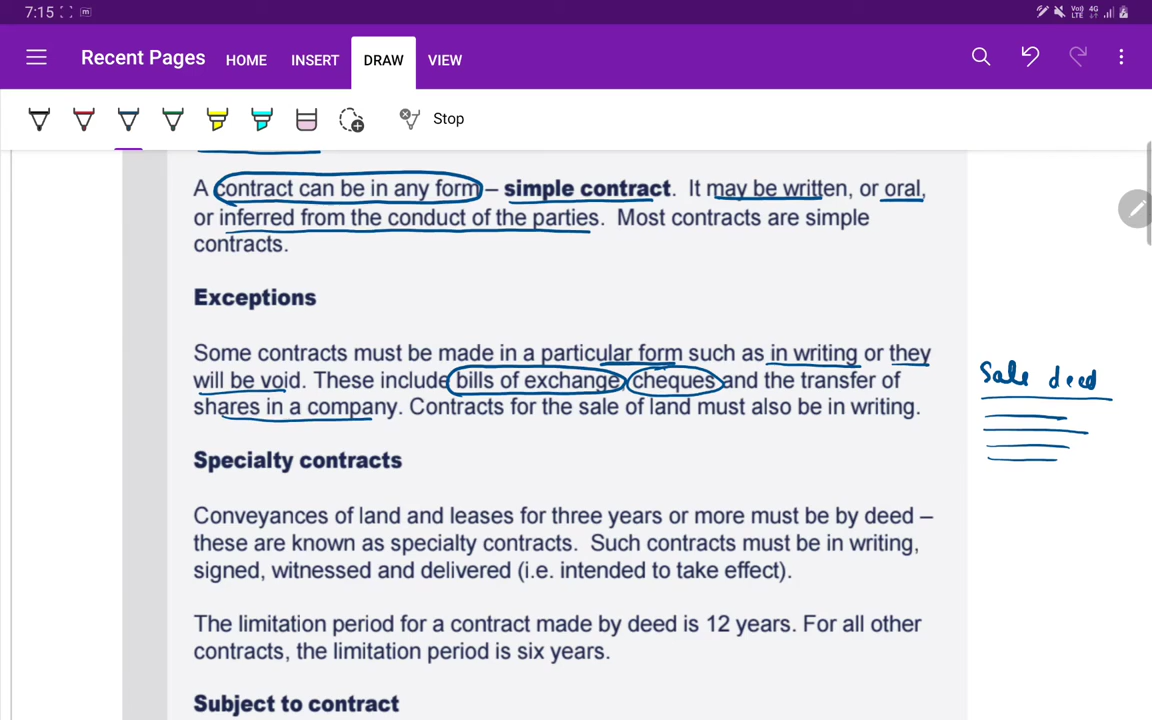 7:15 m Vo) LTE 4G
Recent Pages HOME INSERT DRAW VIEW
Stop
A contract can be in any form – simple contract. It may be written, or oral,
or inferred from the conduct of the parties. Most contracts are simple
contracts.
Exceptions
Some contracts must be made in a particular form such as in writing or they
will be void. These include bills of exchange cheques and the transfer of
shares in a company. Contracts for the sale of land must also be in writing.
Sale deed
Specialty contracts
Conveyances of land and leases for three years or more must be by deed –
these are known as specialty contracts. Such contracts must be in writing,
signed, witnessed and delivered (i.e. intended to take effect).
The limitation period for a contract made by deed is 12 years. For all other
contracts, the limitation period is six years.
Subject to contract